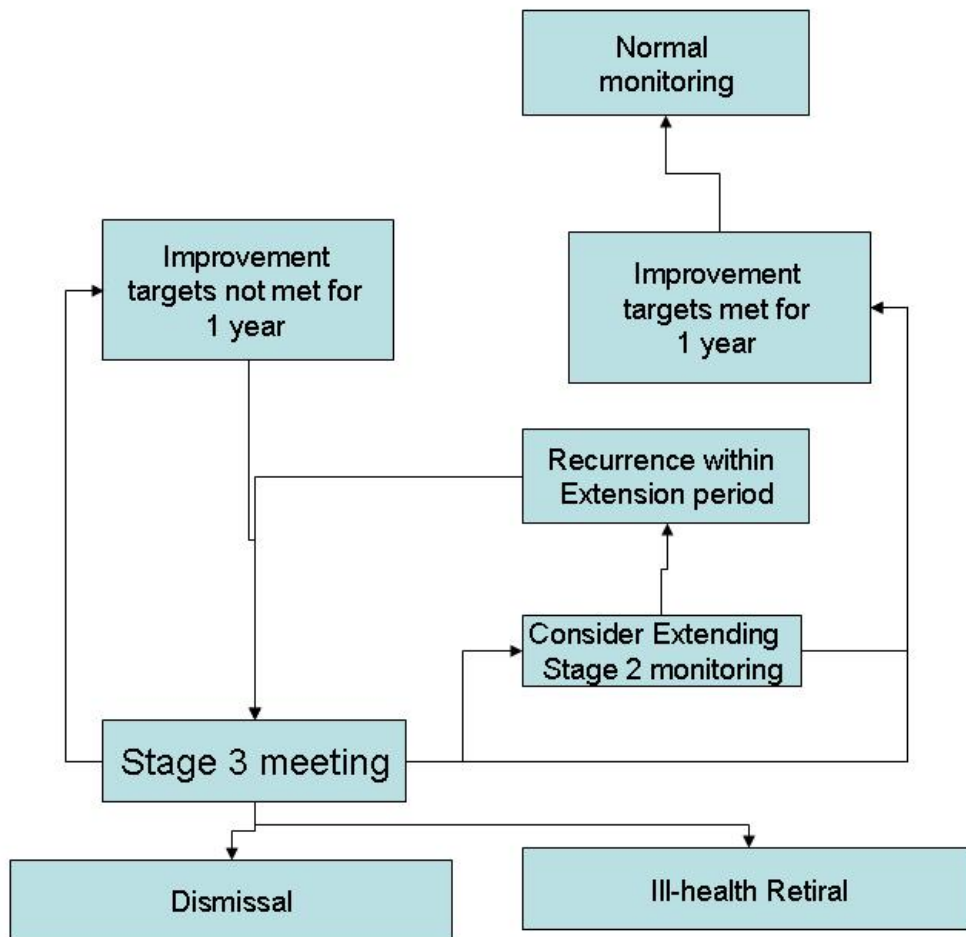 Normal
monitoring
Improvement
targets not met for
1 year
Improvement
targets met for
1 year
Recurrence within
Extension period
Consider Extending
Stage 2 monitoring
Stage 3 meeting
Dismissal
Ill-health Retiral